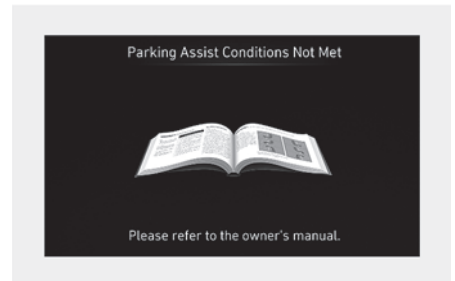 Parking Assist Conditions Not Met
Please refer to the owner's manual.